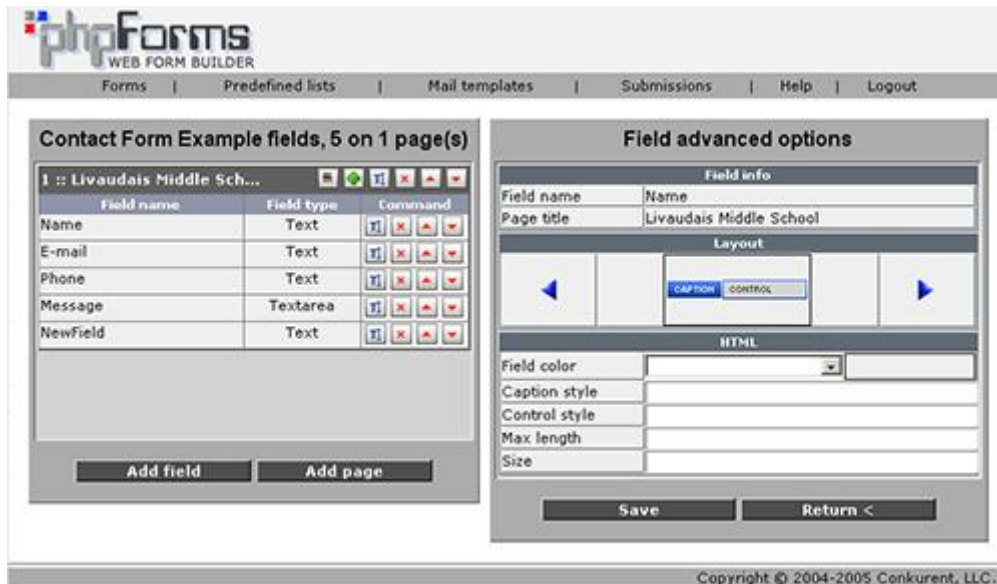 phpForms
WEB FORM BUILDER
Forms | Predefined lists | Mail templates | Submissions | Help | Logout
Contact Form Example fields, 5 on 1 page(s)
1 :: Livaudais Middle Sch...
Field name Field type Command
Name Text
E-mail Text
Phone Text
Message Textarea
NewField Text
Add field Add page
Field advanced options
Field info
Field name Name
Page title Livaudais Middle School
Layout
CAPTION CONTROL
HTML
Field color
Caption style
Control style
Max length
Size
Save Return <
Copyright © 2004-2005 Conkurent, LLC